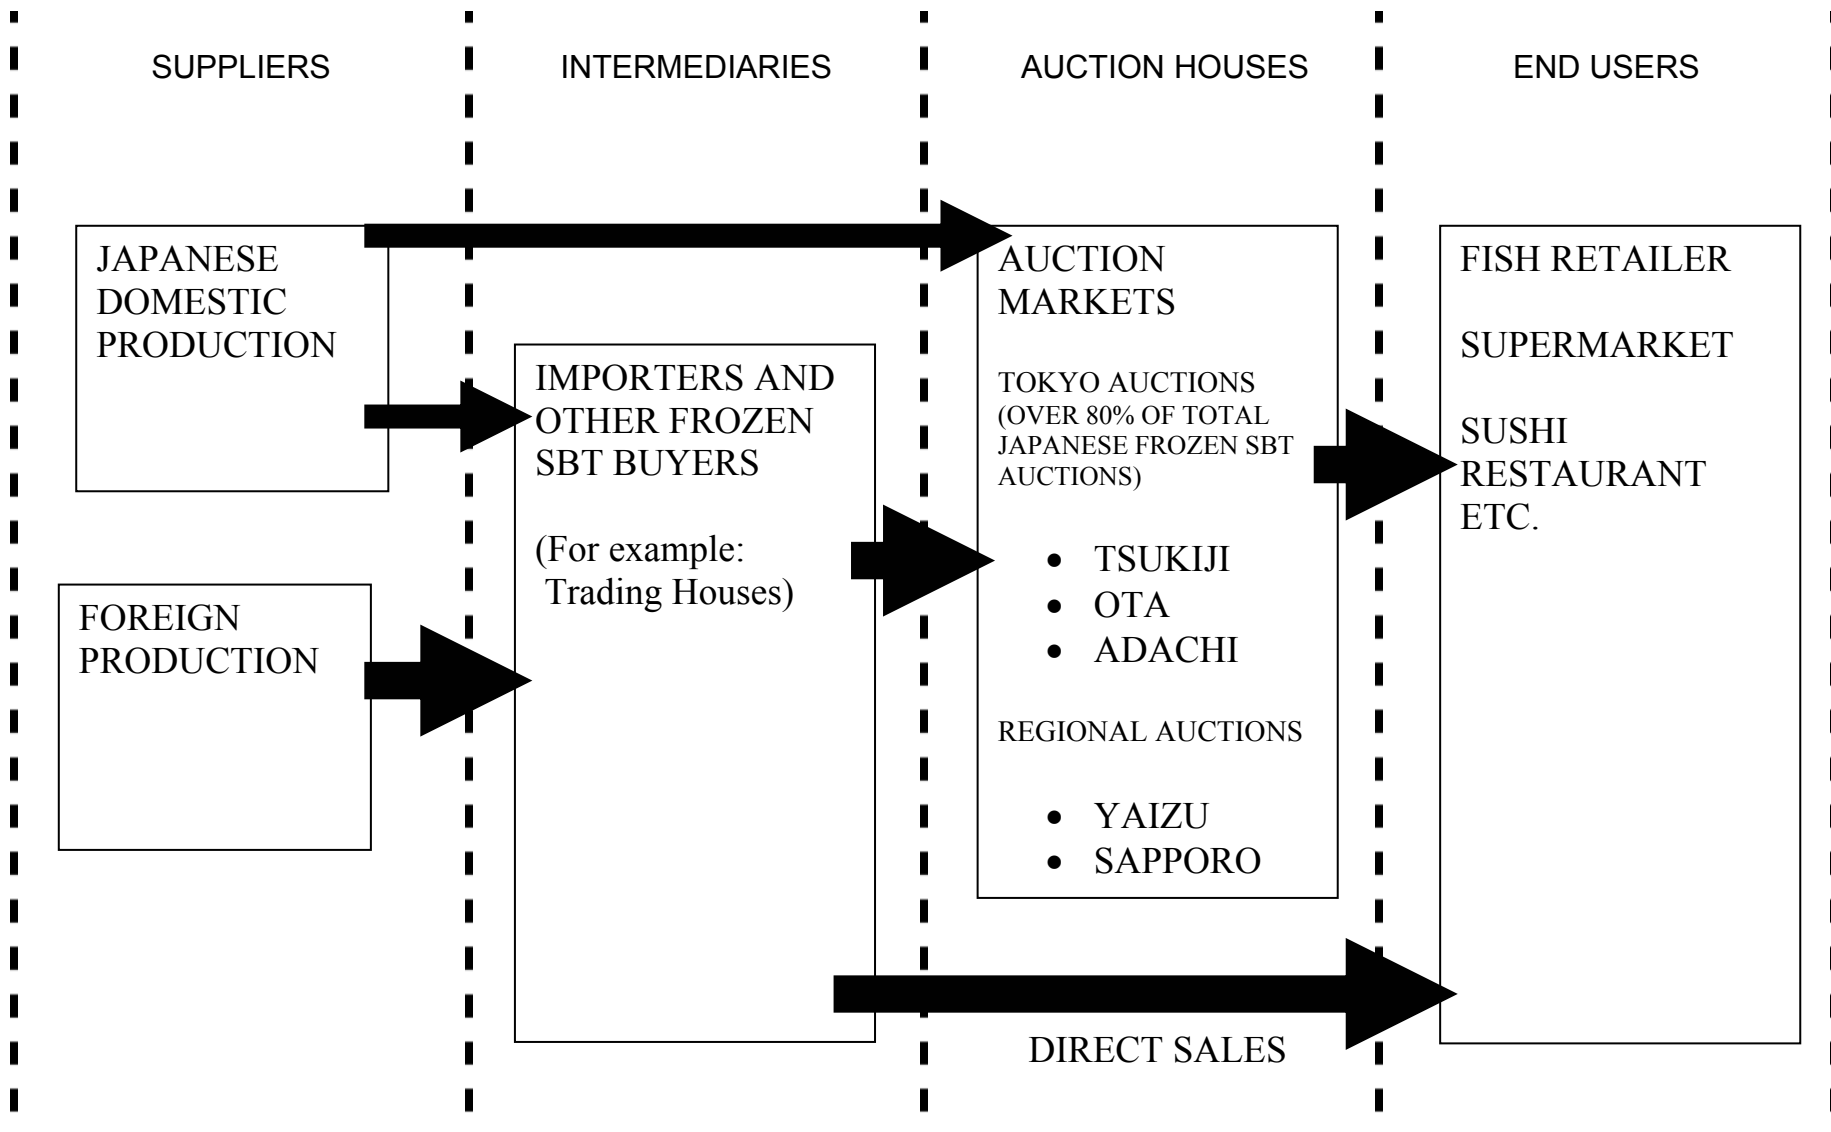 SUPPLIERS
INTERMEDIARIES
AUCTION HOUSES
END USERS
JAPANESE
DOMESTIC
PRODUCTION
FOREIGN
PRODUCTION
IMPORTERS AND
OTHER FROZEN
SBT BUYERS
(For example:
Trading Houses)
AUCTION
MARKETS
TOKYO AUCTIONS
(OVER 80% OF TOTAL
JAPANESE FROZEN SBT
AUCTIONS)
• TSUKIJI
• OTA
• ADACHI
REGIONAL AUCTIONS
• YAIZU
• SAPPORO
FISH RETAILER
SUPERMARKET
SUSHI
RESTAURANT
ETC.
DIRECT SALES